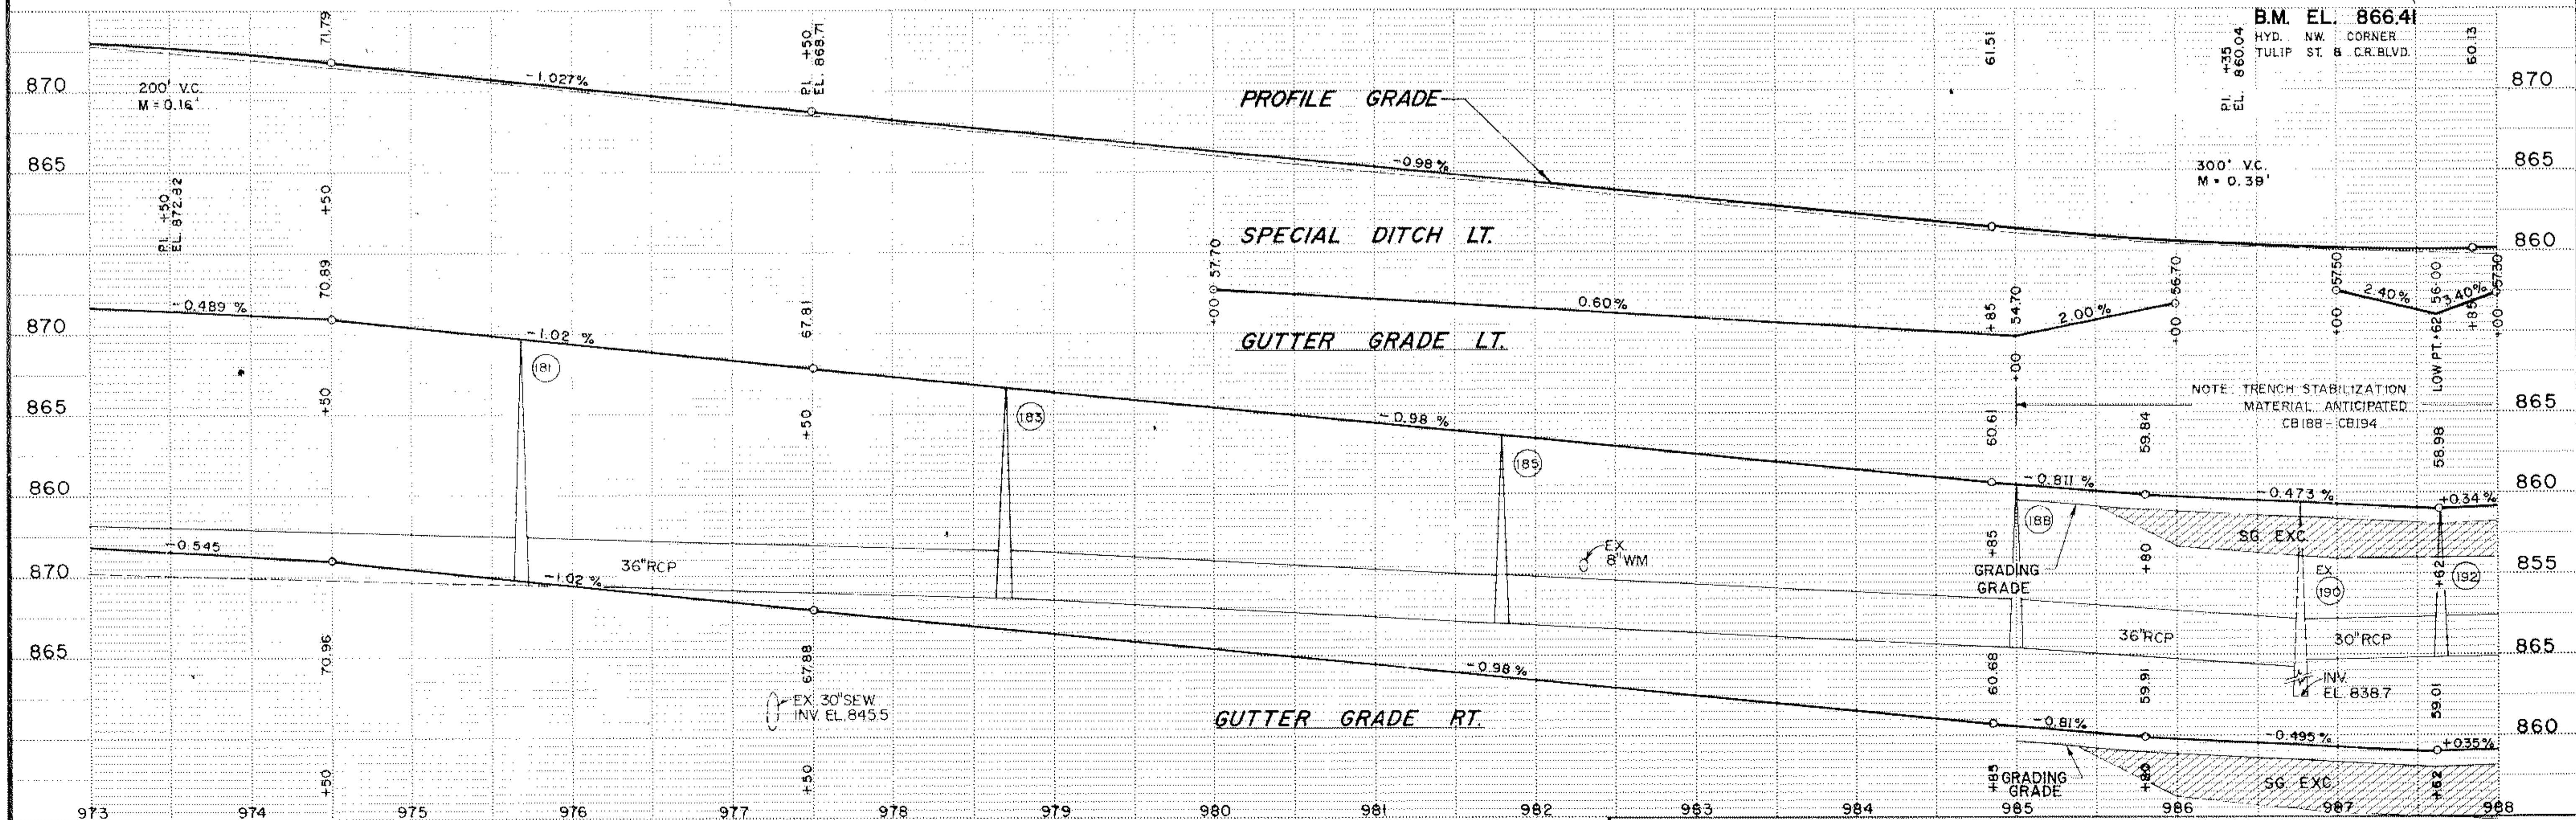 B.M. EL. 866.41
HYD. NW. CORNER
TULIP ST. & C.R.BLVD.
71.79
P.I. +50
EL. 868.71
61.51
P.I. +35
EL. 860.04
60.13
870
870
200' V.C.
M = 0.16'
-1.027%
PROFILE GRADE
865
865
-0.98%
300' V.C.
M = 0.39'
P.I. +50
EL. 872.82
+50
SPECIAL DITCH LT.
860
57.70
+00
0.60%
+85
54.70
+00
2.00%
56.70
+00
57.50
+00
2.40%
LOW PT. +62 56.00
3.40%
+85
57.30
+00
-0.489 %
70.89
870
-1.02 %
67.81
GUTTER GRADE LT.
181
NOTE: TRENCH STABILIZATION
MATERIAL ANTICIPATED
CB188-CB194
+50
865
+50
183
-0.98 %
60.61
59.84
58.98
865
185
860
-0.811 %
-0.473 %
+0.34 %
860
188
SG. EXC.
-0.545
36"RCP
EX.
8"WM
+85
GRADING
GRADE
+80
EX
190
+62
192
855
870
-1.02 %
70.96
865
67.88
-0.98 %
60.68
59.91
36"RCP
30"RCP
59.01
865
EX. 30"SEW.
INV. EL. 845.5
INV.
EL. 838.7
GUTTER GRADE RT.
-0.81%
-0.495 %
+0.35%
860
+50
+50
+85
GRADING
GRADE
+80
SG. EXC.
+62
973 974 975 976 977 978 979 980 981 982 983 984 985 986 987 988